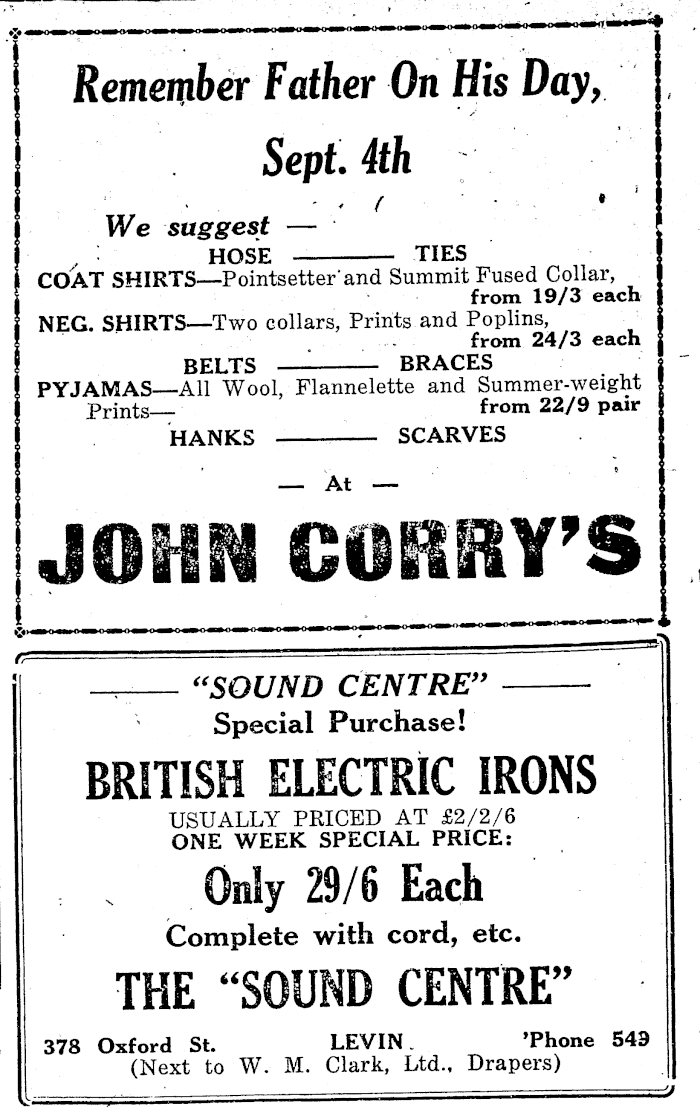 Remember Father On His Day,
Sept. 4th
We suggest —
HOSE ——— TIES
COAT SHIRTS—Pointsetter and Summit Fused Collar,
from 19/3 each
NEG. SHIRTS—Two collars, Prints and Poplins,
from 24/3 each
BELTS ——— BRACES
PYJAMAS—All Wool, Flannelette and Summer-weight
Prints— from 22/9 pair
HANKS ——— SCARVES
— At —
JOHN CORRY'S
"SOUND CENTRE"
Special Purchase!
BRITISH ELECTRIC IRONS
USUALLY PRICED AT £2/2/6
ONE WEEK SPECIAL PRICE:
Only 29/6 Each
Complete with cord, etc.
THE "SOUND CENTRE"
378 Oxford St. LEVIN 'Phone 549
(Next to W. M. Clark, Ltd., Drapers)